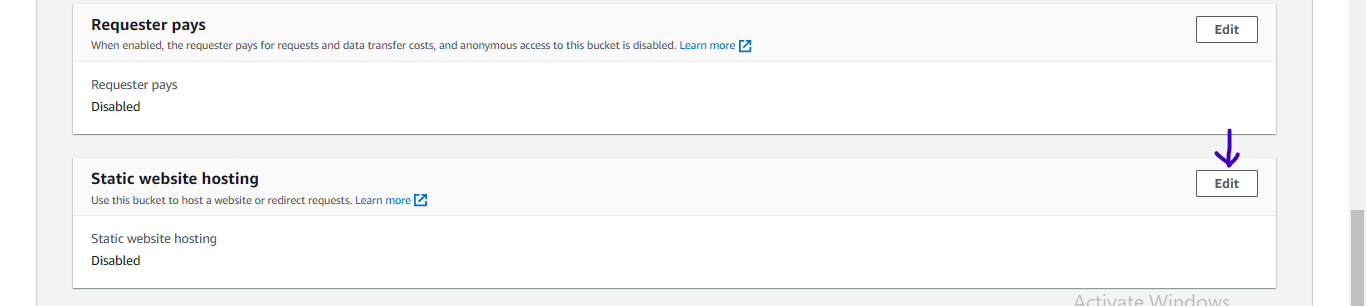 Requester pays
Edit
When enabled, the requester pays for requests and data transfer costs, and anonymous access to this bucket is disabled. Learn more
Requester pays
Disabled
Static website hosting
Edit
Use this bucket to host a website or redirect requests. Learn more
Static website hosting
Disabled
Activate Windows